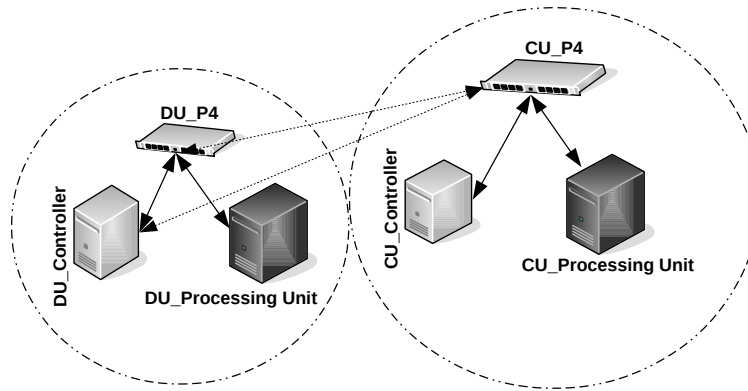 CU_P4
DU_P4
DU_Controller
CU_Controller
DU_Processing Unit
CU_Processing Unit